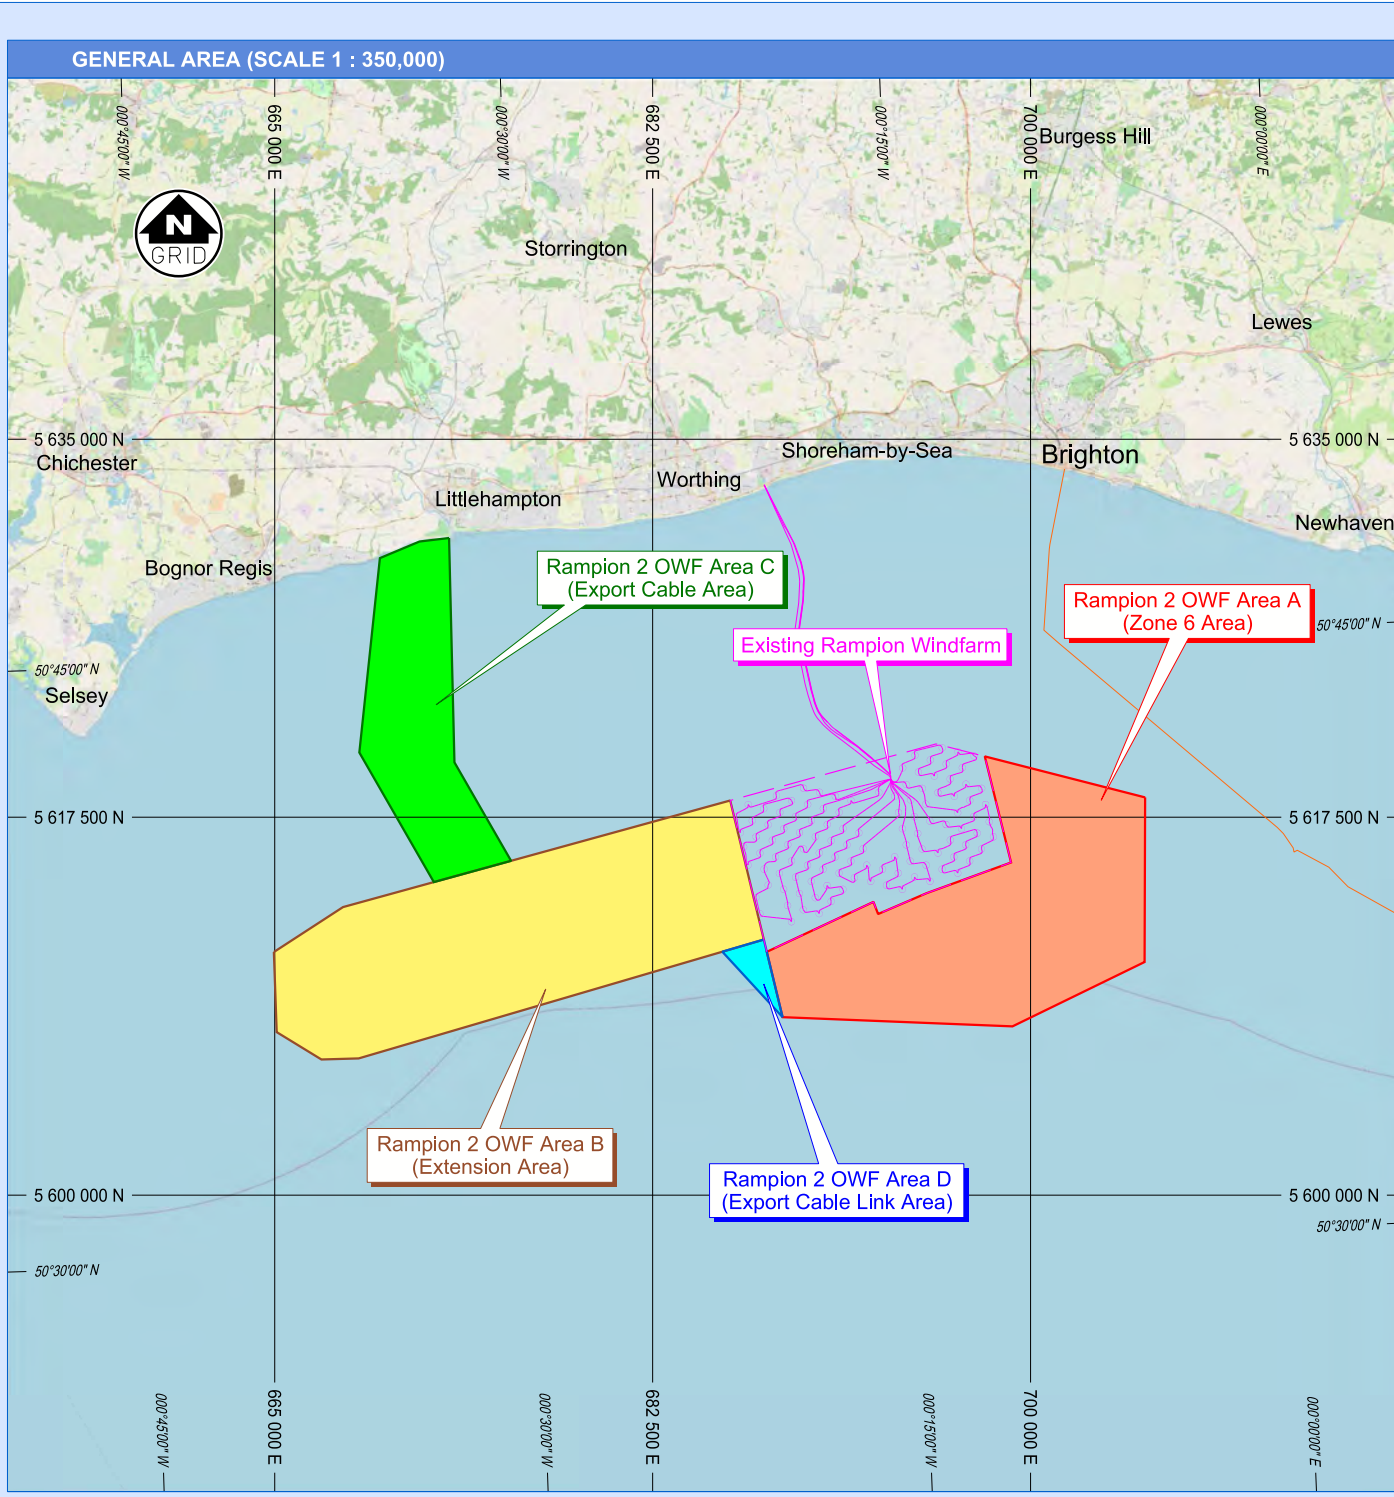 GENERAL AREA (SCALE 1 : 350,000)
000°45'00" W
665 000 E
000°30'00" W
682 500 E
000°15'00" W
700 000 E
000°00'00" E
Burgess Hill
N
GRID
Storrington
Lewes
5 635 000 N
5 635 000 N
Chichester
Shoreham-by-Sea
Brighton
Worthing
Littlehampton
Newhaven
Bognor Regis
Rampion 2 OWF Area C
(Export Cable Area)
Rampion 2 OWF Area A
(Zone 6 Area)
50°45'00" N
Existing Rampion Windfarm
50°45'00" N
Selsey
5 617 500 N
5 617 500 N
Rampion 2 OWF Area B
(Extension Area)
Rampion 2 OWF Area D
(Export Cable Link Area)
5 600 000 N
5 600 000 N
50°30'00" N
50°30'00" N
000°45'00" W
665 000 E
000°30'00" W
682 500 E
000°15'00" W
700 000 E
000°00'00" E